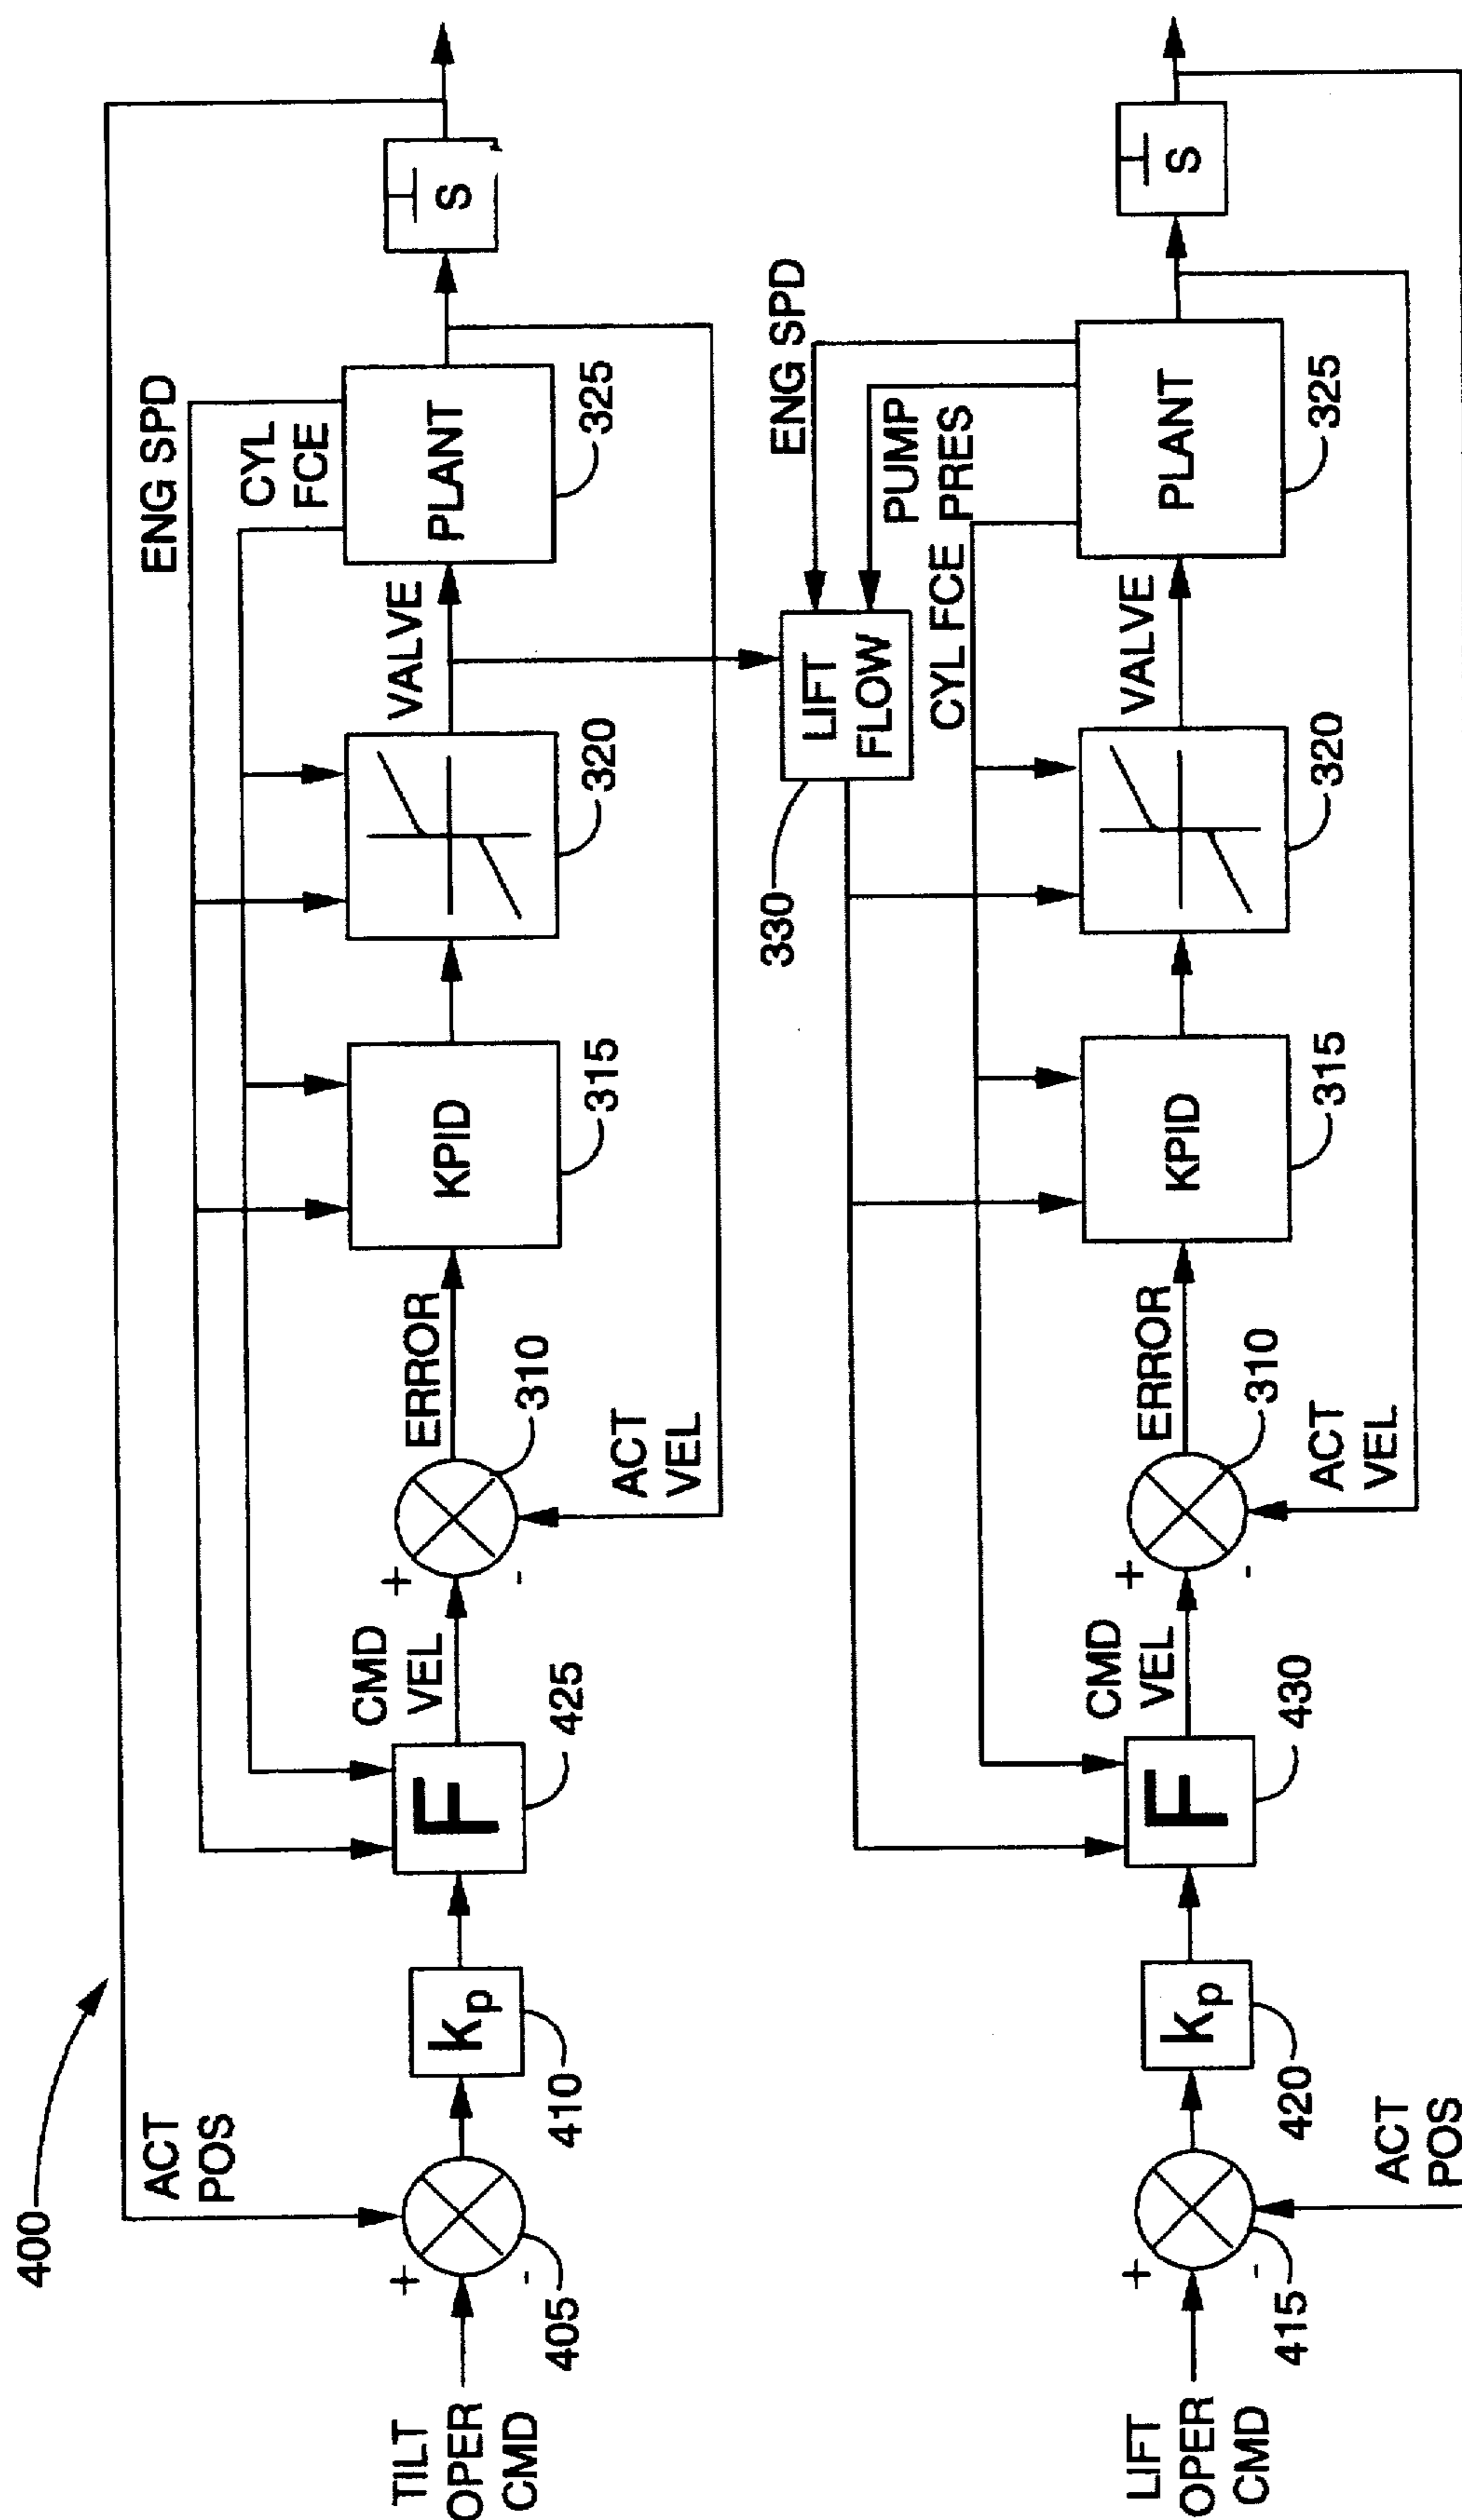 400
ACT
POS
ENG SPD
CYL
FCE
TILT
OPER
CMD
+
-
405
Kp
410
F
425
CMD
VEL
+
-
310
ERROR
ACT
VEL
KPID
315
320
VALVE
PLANT
325
1
S
330
LIFT
FLOW
ENG SPD
PUMP
PRES
CYL FCE
LIFT
OPER
CMD
+
-
415
ACT
POS
Kp
420
F
430
CMD
VEL
+
-
310
ERROR
ACT
VEL
KPID
315
320
VALVE
PLANT
325
1
S